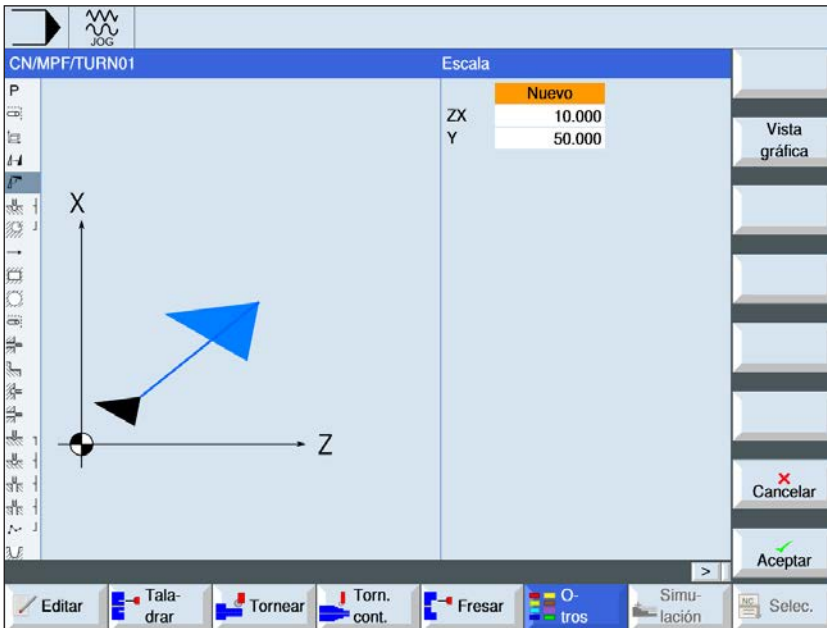 JOG
CN/MPF/TURN01
Escala
P
Nuevo
ZX 10.000
Y 50.000
X
Z
Vista
gráfica
Cancelar
Aceptar
>
Editar
Tala-
drar
Tornear
Torn.
cont.
Fresar
O-
tros
Simu-
lación
NC
Selec.